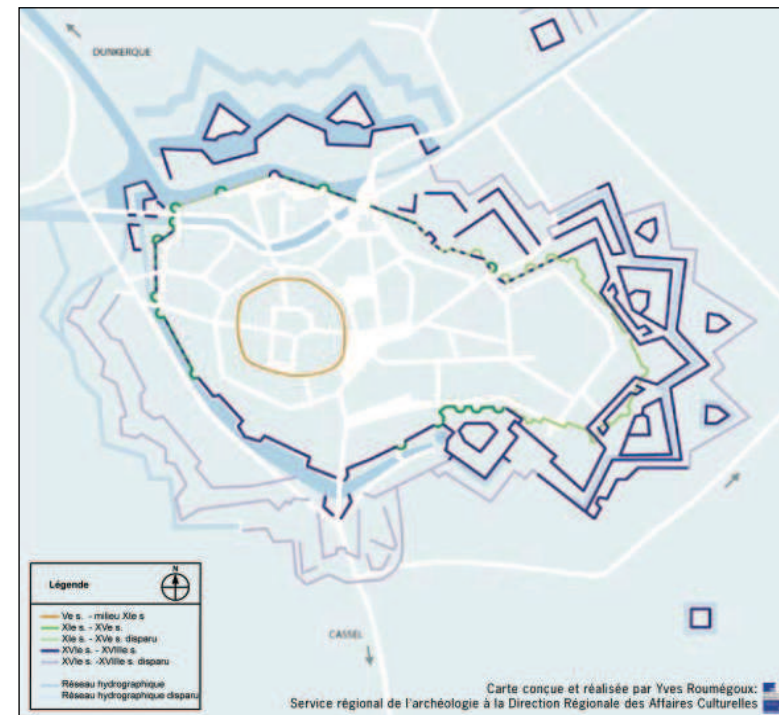 DUNKERQUE
Légende
N
Ve s. - milieu XIe s
XIe s. - XVe s.
XIe s. - XVe s. disparu
XVIe s. - XVIIIe s.
XVIe s. -XVIIIe s. disparu
Réseau hydrographique
Réseau hydrographique disparu
CASSEL
Carte conçue et réalisée par Yves Roumégoux:
Service régional de l'archéologie à la Direction Régionale des Affaires Culturelles